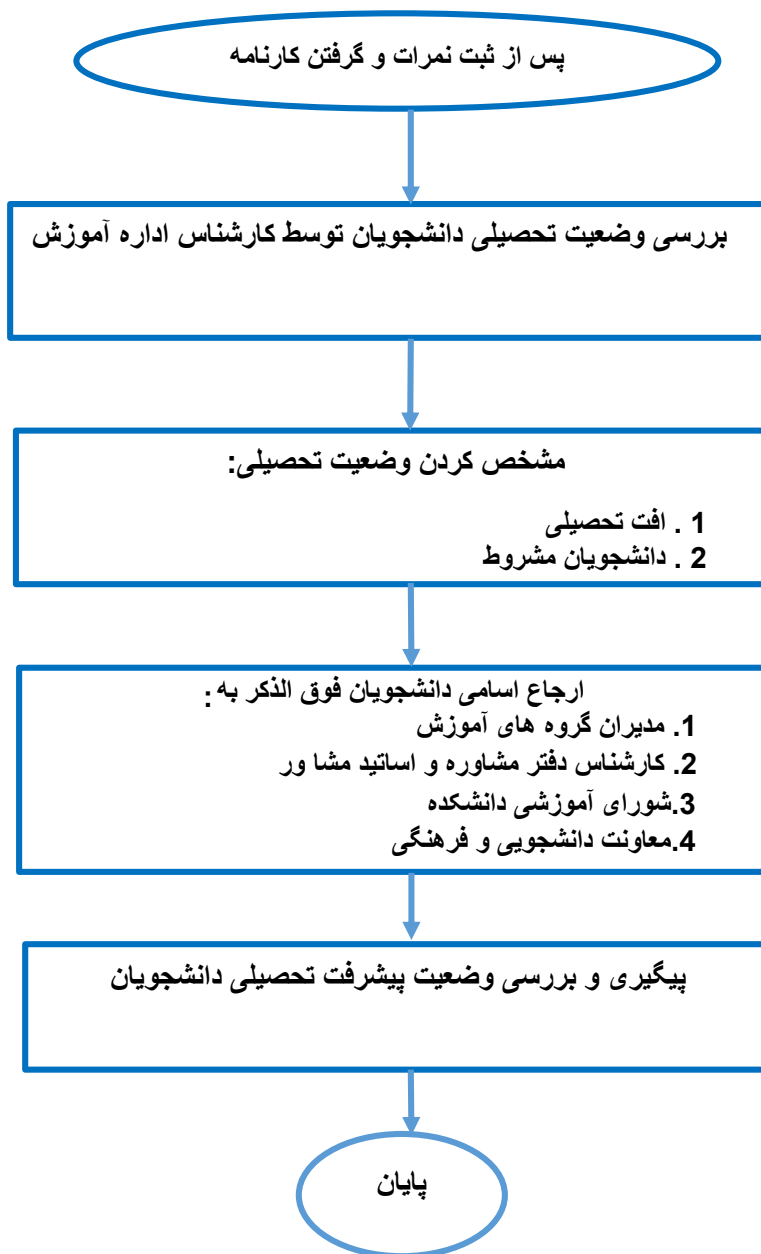 پس از ثبت نمرات و گرفتن کارنامه
بررسی وضعیت تحصیلی دانشجویان توسط کارشناس اداره آموزش
مشخص کردن وضعیت تحصیلی:
1 . افت تحصیلی
2 . دانشجویان مشروط
ارجاع اسامی دانشجویان فوق الذکر به :
1. مدیران گروه های آموزش
2. کارشناس دفتر مشاوره و اساتید مشا ور
3.شورای آموزشی دانشکده
4.معاونت دانشجویی و فرهنگی
پیگیری و بررسی وضعیت پیشرفت تحصیلی دانشجویان
پایان